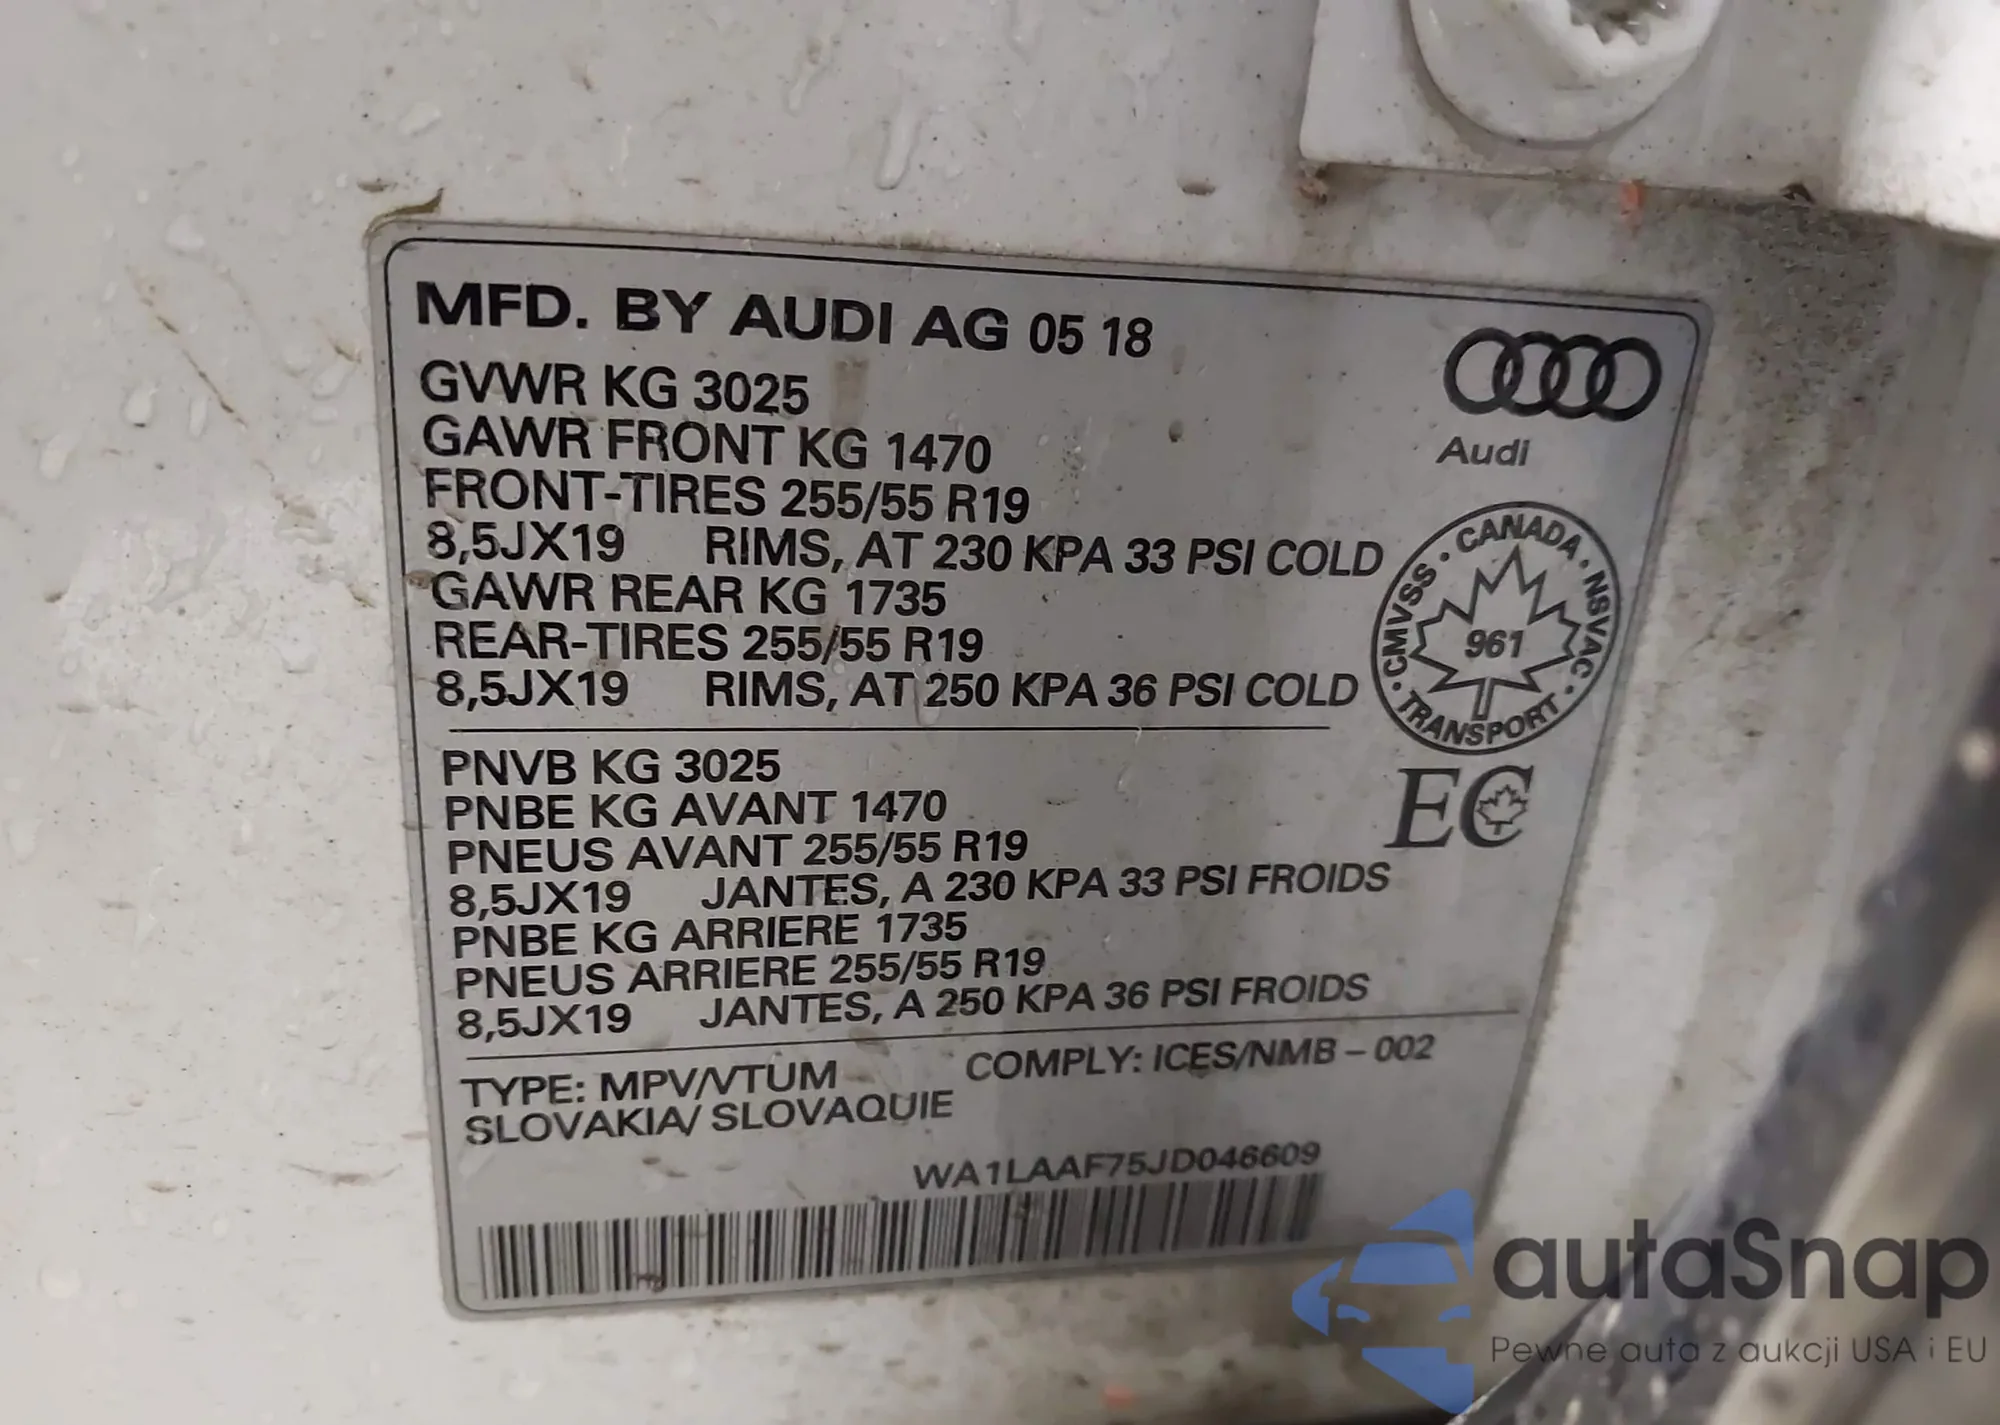 MFD. BY AUDI AG 05 18
GVWR KG 3025
GAWR FRONT KG 1470
FRONT-TIRES 255/55 R19
8,5JX19 RIMS, AT 230 KPA 33 PSI COLD
GAWR REAR KG 1735
REAR-TIRES 255/55 R19
8,5JX19 RIMS, AT 250 KPA 36 PSI COLD
Audi
CMVSS · CANADA · NSVAC · TRANSPORT
961
EC
PNVB KG 3025
PNBE KG AVANT 1470
PNEUS AVANT 255/55 R19
8,5JX19 JANTES, A 230 KPA 33 PSI FROIDS
PNBE KG ARRIERE 1735
PNEUS ARRIERE 255/55 R19
8,5JX19 JANTES, A 250 KPA 36 PSI FROIDS
TYPE: MPV/VTUM COMPLY: ICES/NMB – 002
SLOVAKIA/ SLOVAQUIE
WA1LAAF75JD046609
autaSnap
Pewne auta z aukcji USA i EU